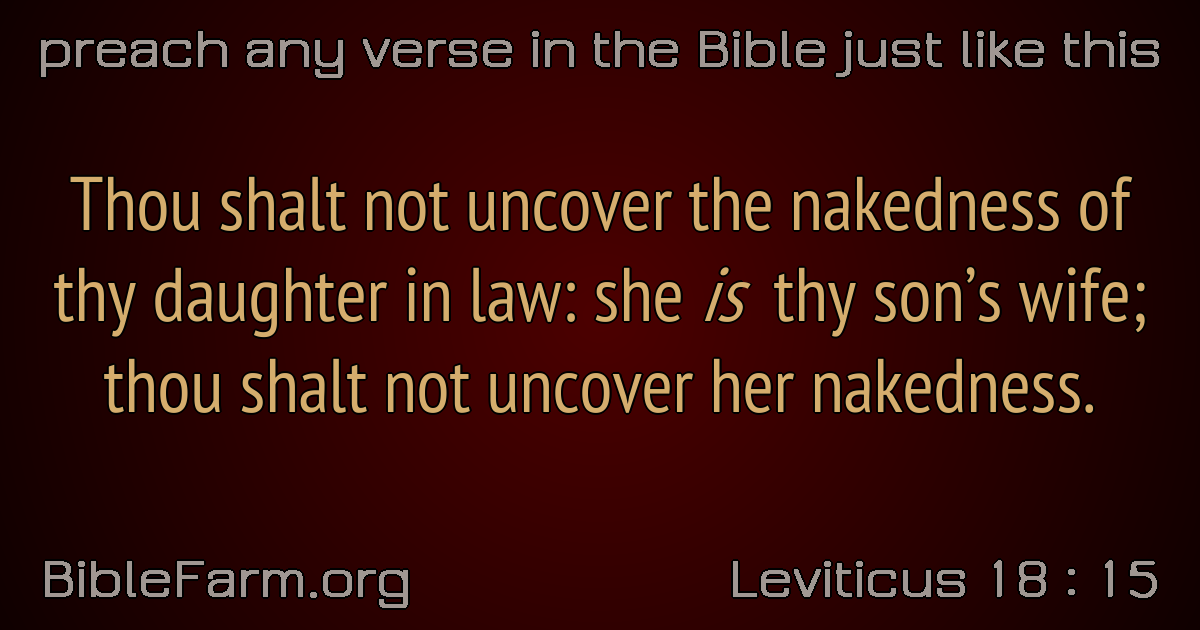 preach any verse in the Bible just like this
Thou shalt not uncover the nakedness of
thy daughter in law: she is thy son’s wife;
thou shalt not uncover her nakedness.
BibleFarm.org
Leviticus 18 : 15